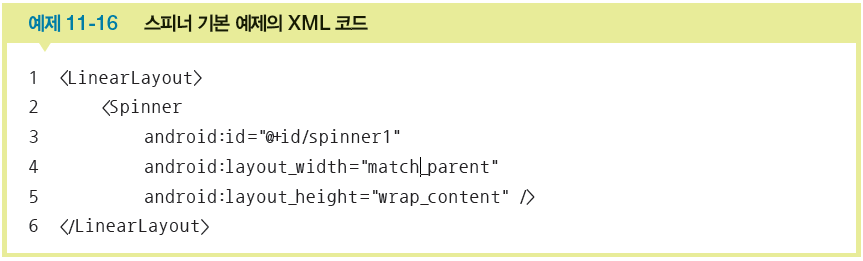 예제 11-16 스피너 기본 예제의 XML 코드
1 <LinearLayout>
2 <Spinner
3 android:id="@+id/spinner1"
4 android:layout_width="match_parent"
5 android:layout_height="wrap_content" />
6 </LinearLayout>